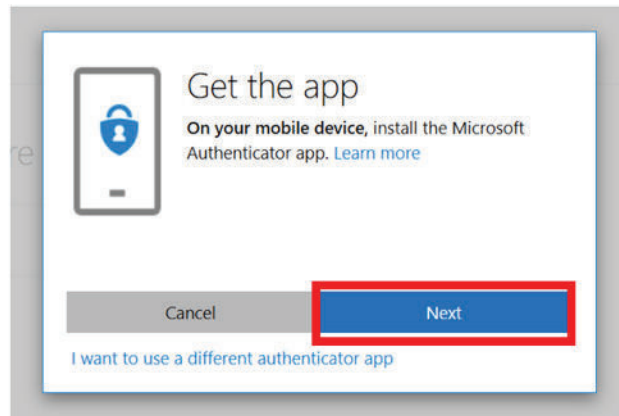 Get the app
On your mobile device, install the Microsoft
Authenticator app. Learn more
re
Cancel Next
I want to use a different authenticator app